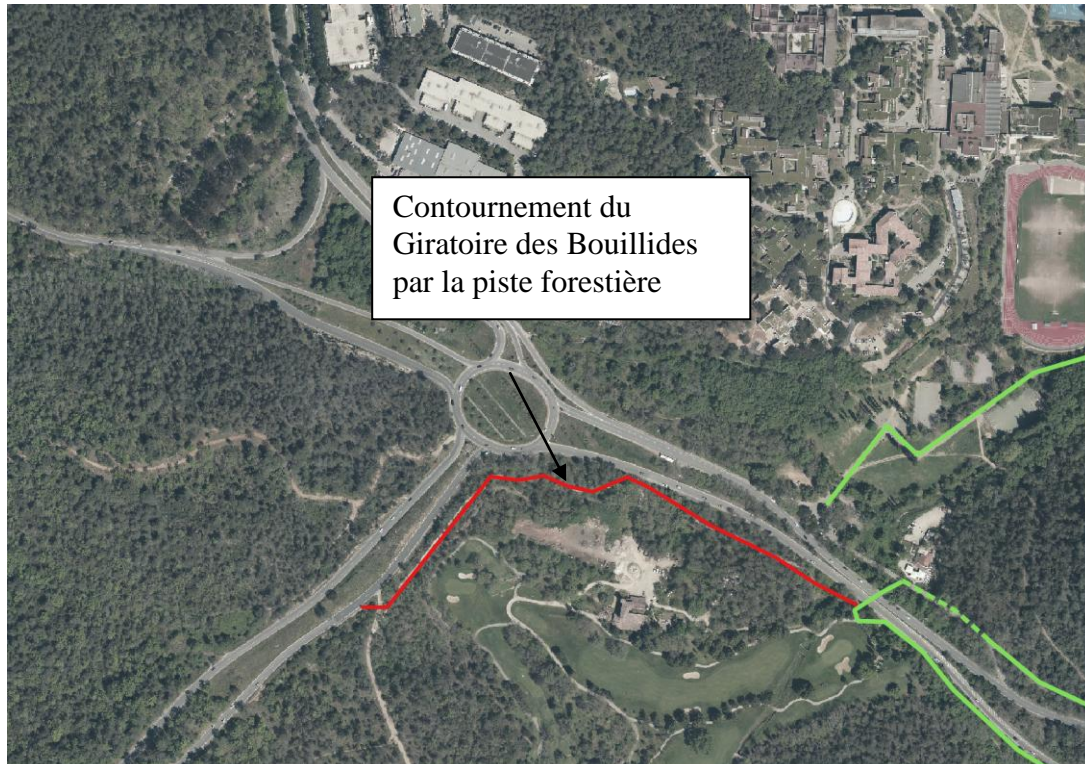 Contournement du
Giratoire des Bouillides
par la piste forestière